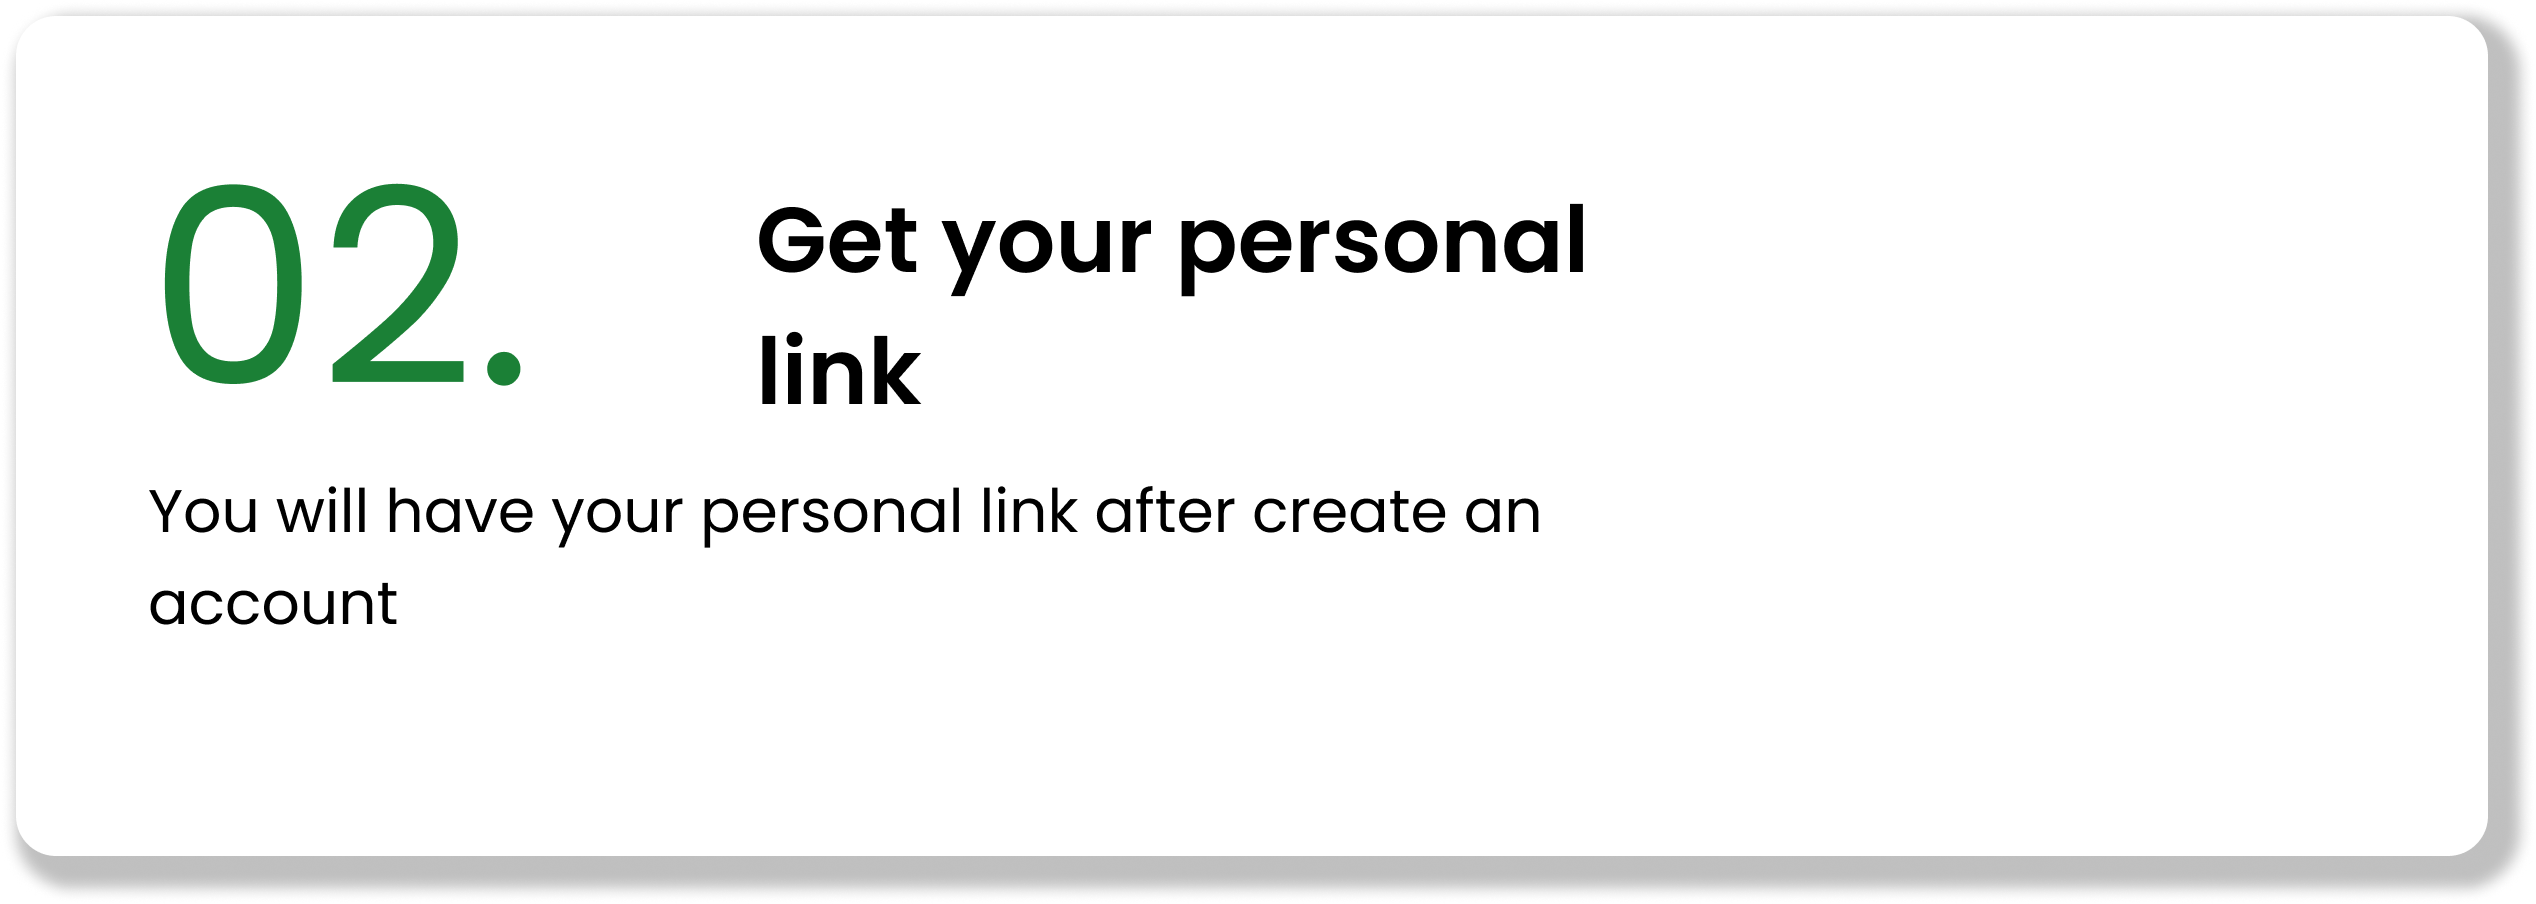 02.
Get your personal
link
You will have your personal link after create an
account